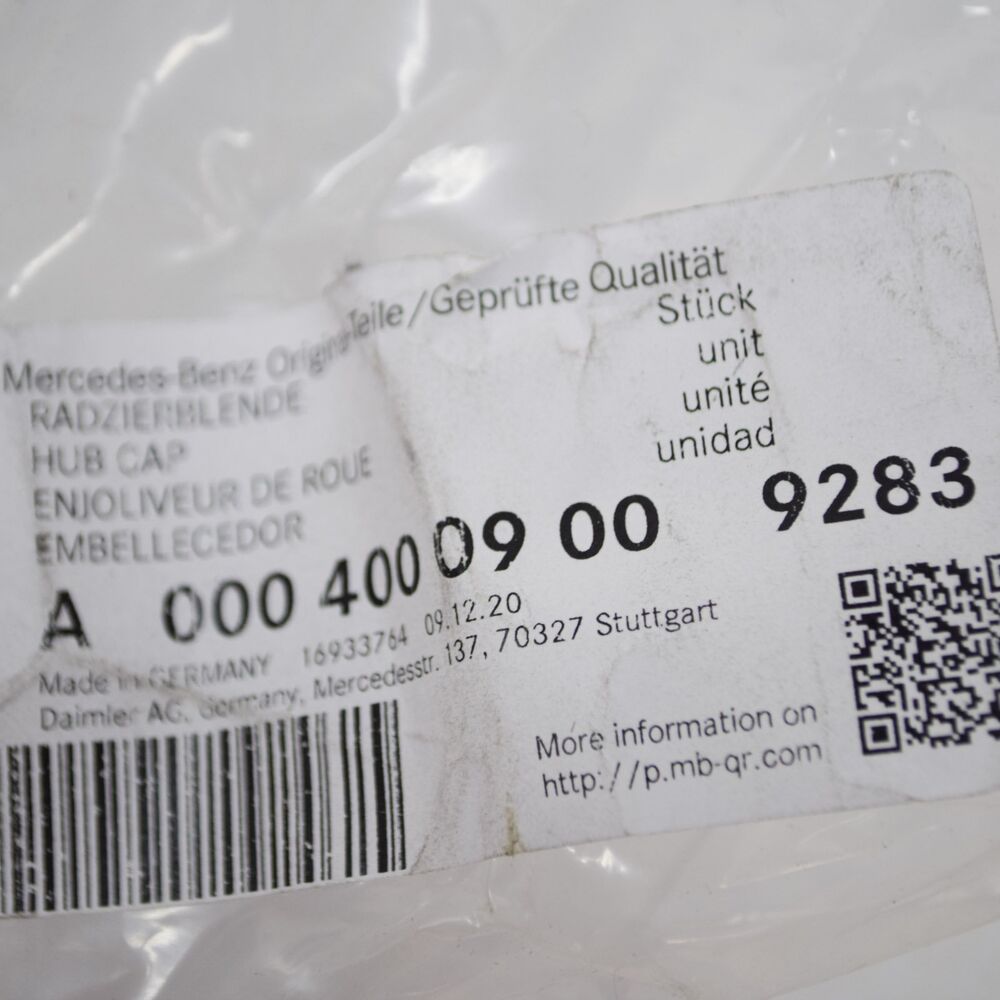 Mercedes-Benz Original-Teile/Geprüfte Qualität
RADZIERBLENDE
HUB CAP
ENJOLIVEUR DE ROUE
EMBELLECEDOR
Stück
unit
unité
unidad
A 000 400 09 00 9283
Made in GERMANY 16933764 09.12.20
Daimler AG, Germany, Mercedesstr. 137, 70327 Stuttgart
More information on
http://p.mb-qr.com